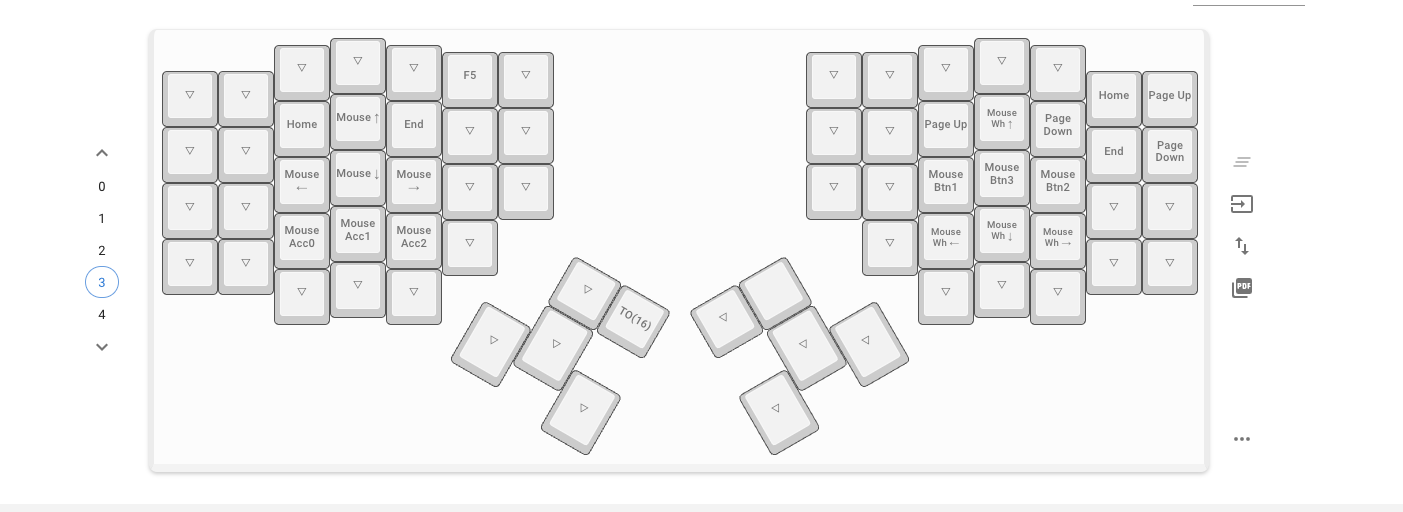 F5
Home
Mouse ↑
End
Mouse
←
Mouse ↓
Mouse
→
Mouse
Acc0
Mouse
Acc1
Mouse
Acc2
TO(16)
Page Up
Mouse
Wh ↑
Page
Down
Home
Page Up
Mouse
Btn1
Mouse
Btn3
Mouse
Btn2
End
Page
Down
Mouse
Wh ←
Mouse
Wh ↓
Mouse
Wh →
0
1
2
3
4
PDF